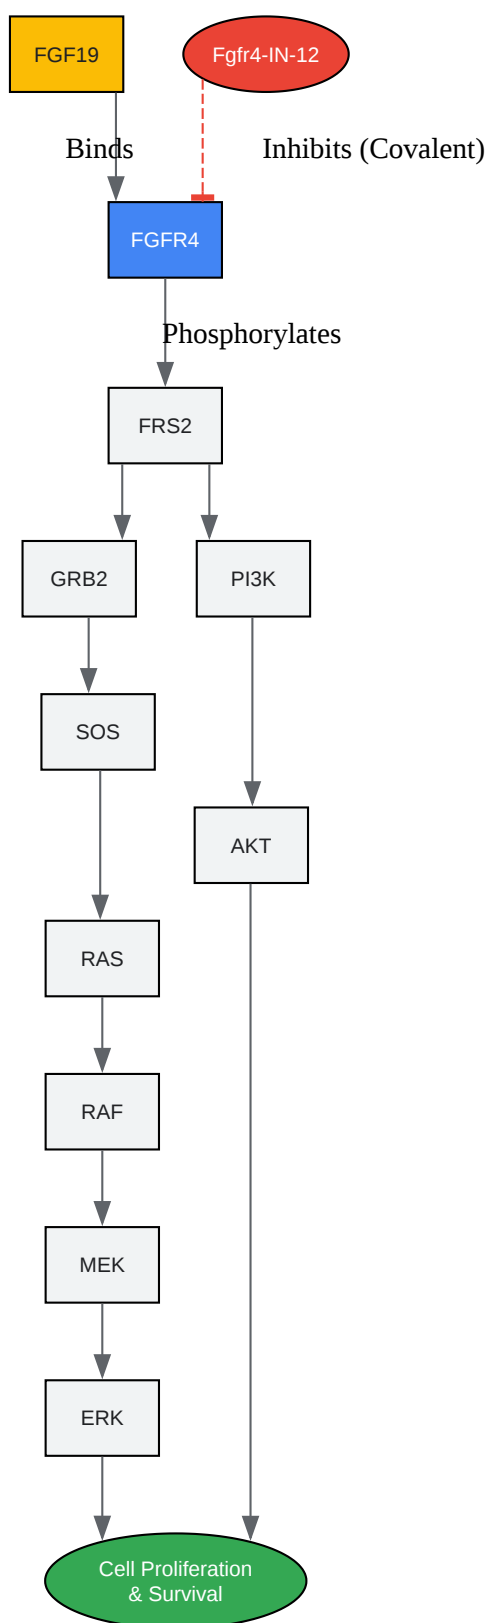 FGF19
Fgfr4-IN-12
Binds
Inhibits (Covalent)
FGFR4
Phosphorylates
FRS2
GRB2
PI3K
SOS
AKT
RAS
RAF
MEK
ERK
Cell Proliferation
& Survival